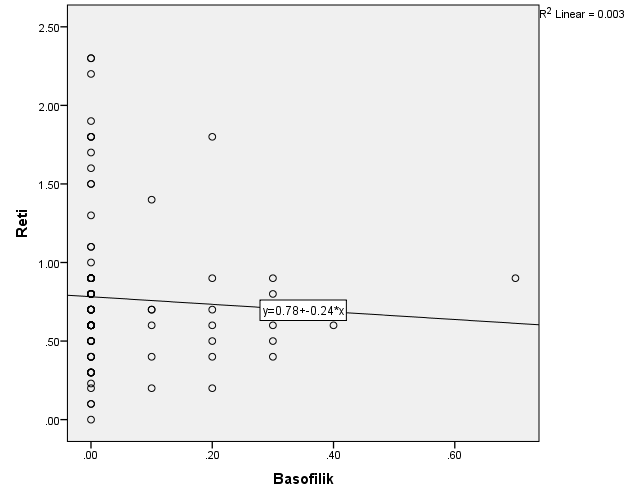 R2 Linear = 0.003
2.50
2.00
1.50
1.00
.50
.00
Reti
y=0.78+-0.24*x
.00 .20 .40 .60
Basofilik